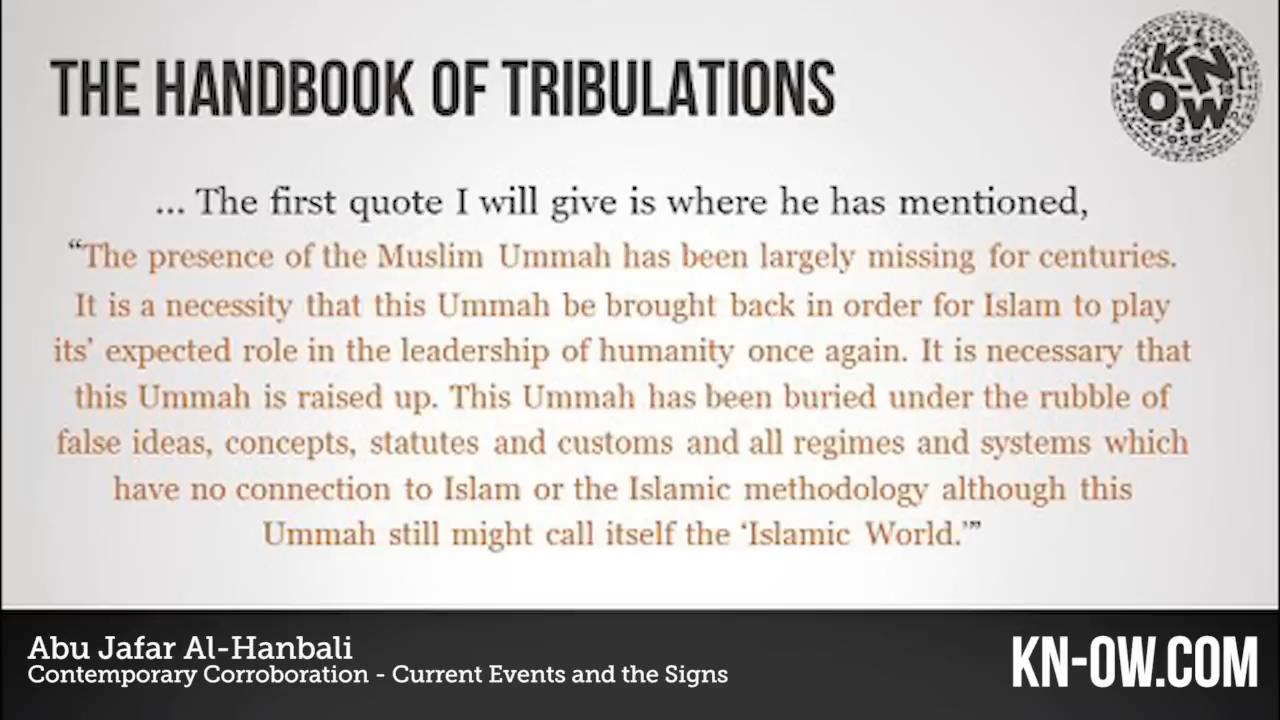 THE HANDBOOK OF TRIBULATIONS
KN
OW
... The first quote I will give is where he has mentioned,
“The presence of the Muslim Ummah has been largely missing for centuries.
It is a necessity that this Ummah be brought back in order for Islam to play
its’ expected role in the leadership of humanity once again. It is necessary that
this Ummah is raised up. This Ummah has been buried under the rubble of
false ideas, concepts, statutes and customs and all regimes and systems which
have no connection to Islam or the Islamic methodology although this
Ummah still might call itself the ‘Islamic World.’”
Abu Jafar Al-Hanbali
Contemporary Corroboration - Current Events and the Signs
KN-OW.COM